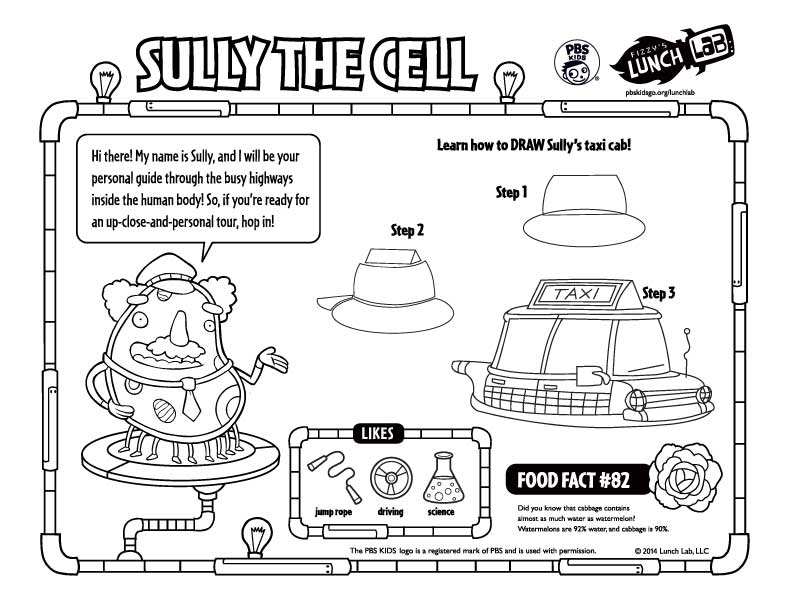 SULLY THE CELL
PBS
KIDS
®
FIZZY'S
LUNCH LAB
pbskidsgo.org/lunchlab
Hi there! My name is Sully, and I will be your
personal guide through the busy highways
inside the human body! So, if you're ready for
an up-close-and-personal tour, hop in!
Learn how to DRAW Sully's taxi cab!
Step 1
Step 2
Step 3
TAXI
LIKES
jump rope
driving
science
FOOD FACT #82
Did you know that cabbage contains
almost as much water as watermelon?
Watermelons are 92% water, and cabbage is 90%.
The PBS KIDS logo is a registered mark of PBS and is used with permission.
© 2014 Lunch Lab, LLC